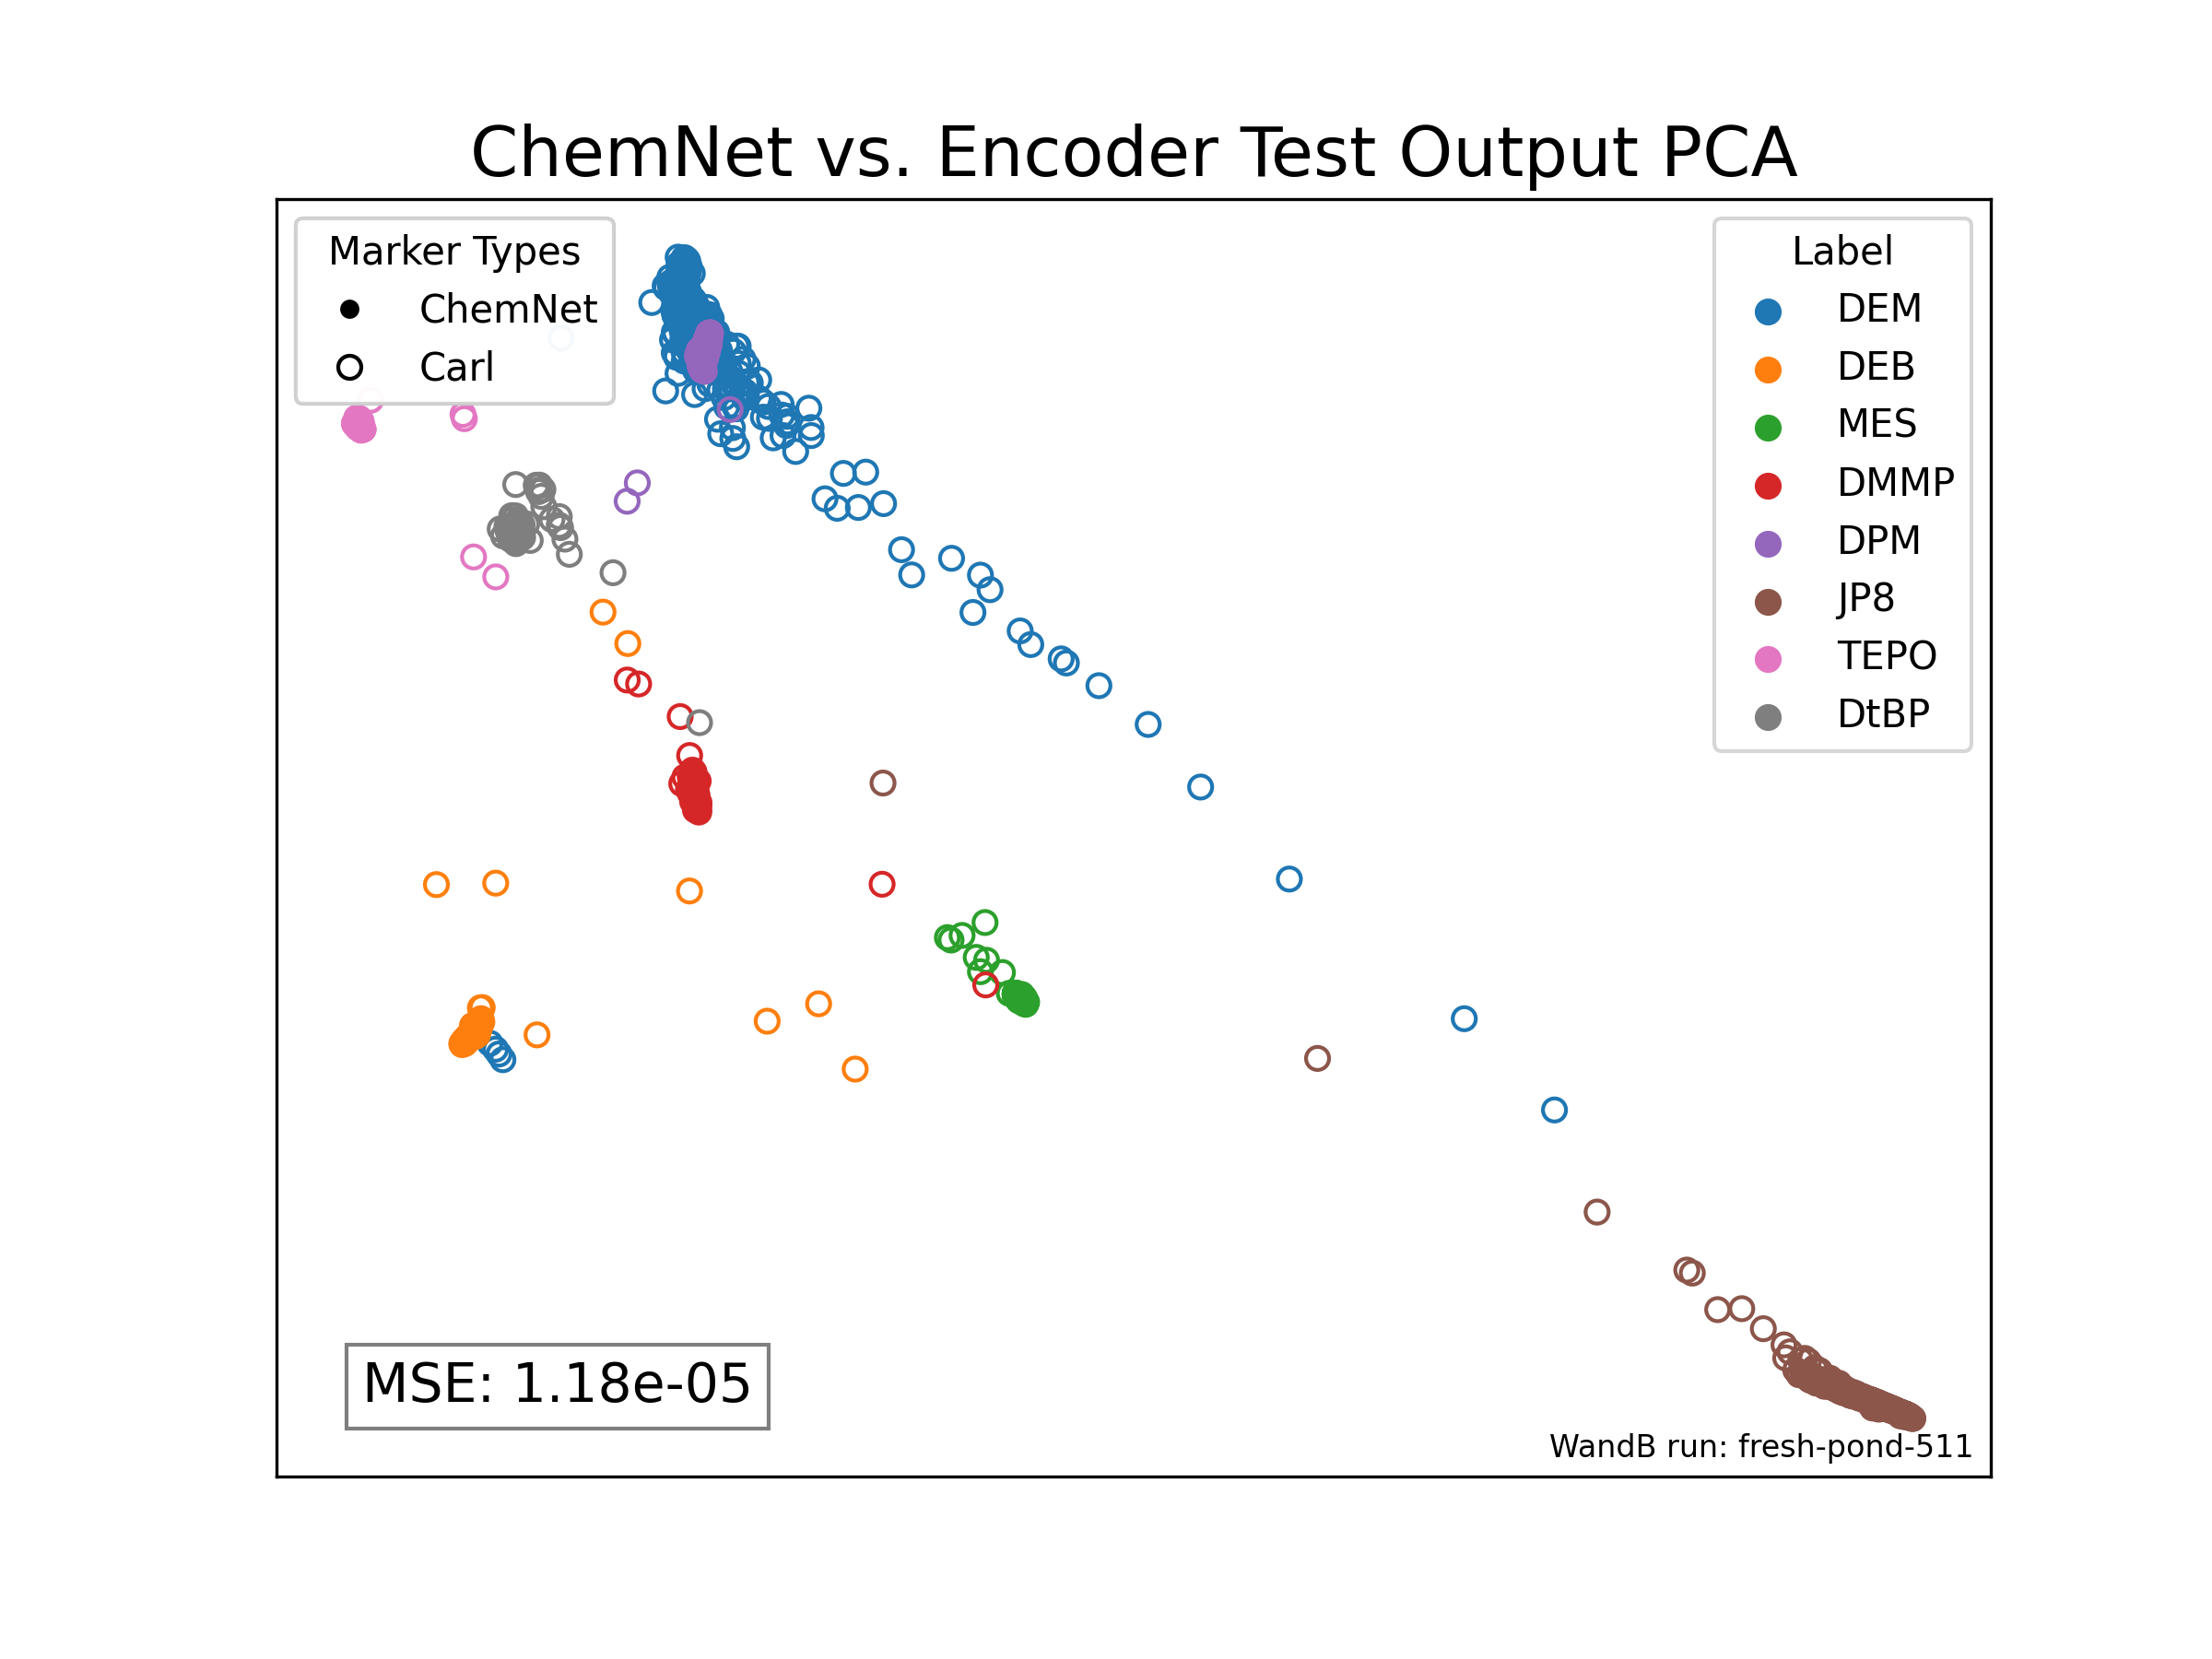 ChemNet vs. Encoder Test Output PCA
Marker Types
ChemNet
Carl
Label
DEM
DEB
MES
DMMP
DPM
JP8
TEPO
DtBP
MSE: 1.18e-05
WandB run: fresh-pond-511